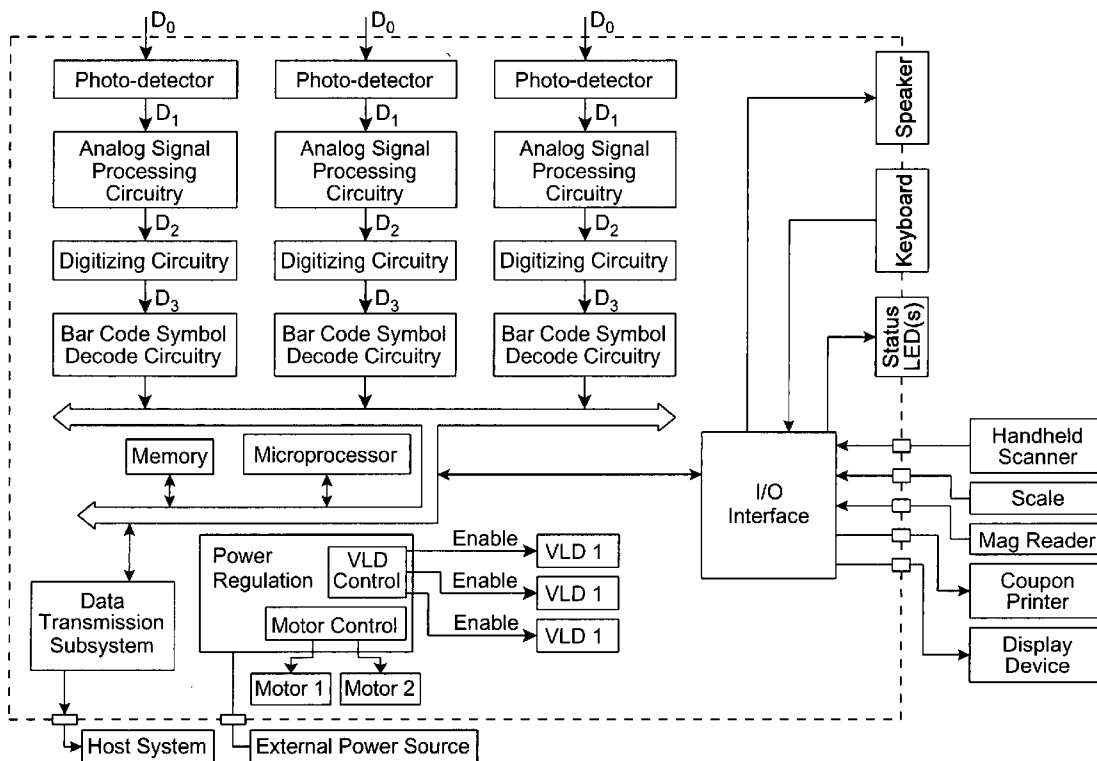 D0 D0 D0
Photo-detector Photo-detector Photo-detector
D1 D1 D1
Analog Signal
Processing
Circuitry
Analog Signal
Processing
Circuitry
Analog Signal
Processing
Circuitry
D2 D2 D2
Digitizing Circuitry Digitizing Circuitry Digitizing Circuitry
D3 D3 D3
Bar Code Symbol
Decode Circuitry
Bar Code Symbol
Decode Circuitry
Bar Code Symbol
Decode Circuitry
Speaker
Keyboard
Status
LED(s)
Memory
Microprocessor
I/O
Interface
Handheld
Scanner
Scale
Mag Reader
Coupon
Printer
Display
Device
Power
Regulation
VLD
Control
Motor Control
Enable
VLD 1
Enable
VLD 1
Enable
VLD 1
Data
Transmission
Subsystem
Motor 1
Motor 2
Host System
External Power Source